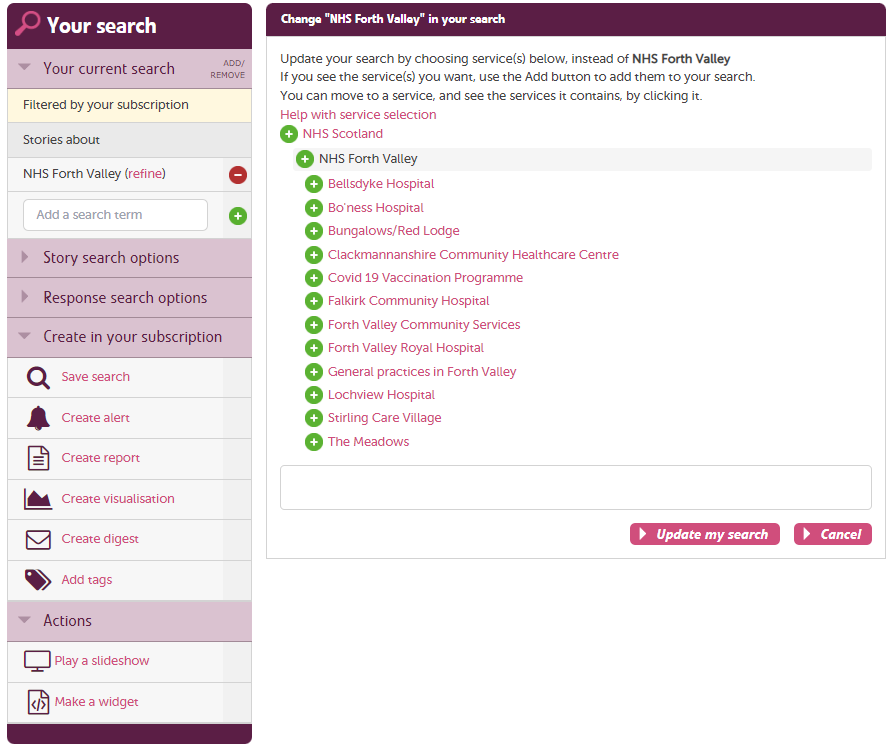 Your search
Your current search
ADD/
REMOVE
Filtered by your subscription
Stories about
NHS Forth Valley (refine)
Add a search term
Story search options
Response search options
Create in your subscription
Save search
Create alert
Create report
Create visualisation
Create digest
Add tags
Actions
Play a slideshow
Make a widget
Change "NHS Forth Valley" in your search
Update your search by choosing service(s) below, instead of NHS Forth Valley
If you see the service(s) you want, use the Add button to add them to your search.
You can move to a service, and see the services it contains, by clicking it.
Help with service selection
NHS Scotland
NHS Forth Valley
Bellsdyke Hospital
Bo'ness Hospital
Bungalows/Red Lodge
Clackmannanshire Community Healthcare Centre
Covid 19 Vaccination Programme
Falkirk Community Hospital
Forth Valley Community Services
Forth Valley Royal Hospital
General practices in Forth Valley
Lochview Hospital
Stirling Care Village
The Meadows
Update my search
Cancel